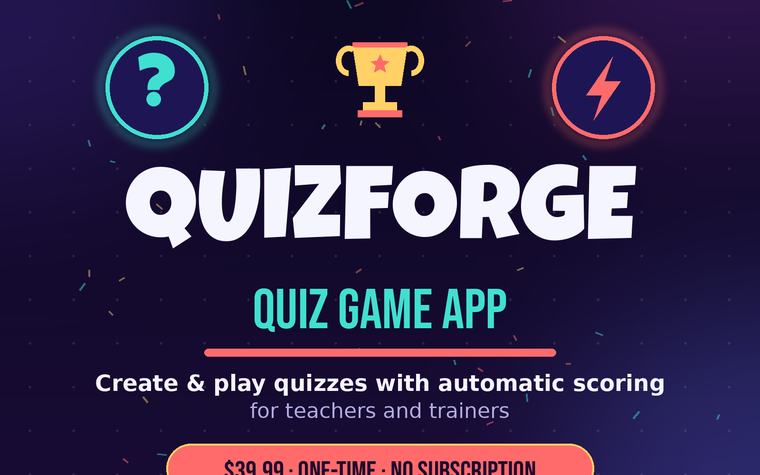 ?
QUIZFORGE
QUIZ GAME APP
Create & play quizzes with automatic scoring
for teachers and trainers
$39.99 · ONE-TIME · NO SUBSCRIPTION